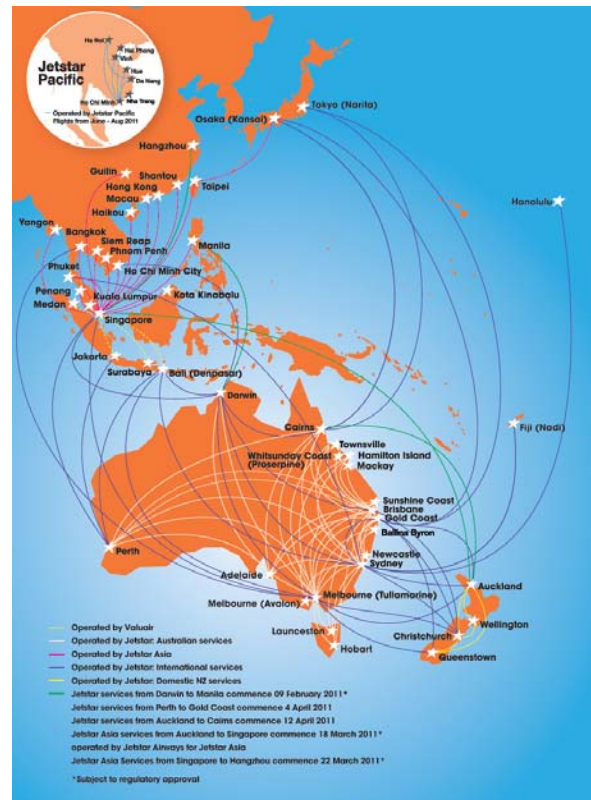 Jetstar
Pacific
Ha Noi
Hai Phong
Vinh
Hue
Da Nang
Nha Trang
Ho Chi Minh
Operated by Jetstar Pacific
Flights from June - Aug 2011
Tokyo (Narita)
Osaka (Kansai)
Hangzhou
Guilin
Shantou
Taipei
Hong Kong
Macau
Haikou
Honolulu
Yangon
Bangkok
Siem Reap
Phnom Penh
Manila
Ho Chi Minh City
Phuket
Penang
Kuala Lumpur
Kota Kinabalu
Medan
Singapore
Jakarta
Surabaya
Bali (Denpasar)
Darwin
Cairns
Fiji (Nadi)
Townsville
Whitsunday Coast
(Proserpine)
Hamilton Island
Mackay
Sunshine Coast
Brisbane
Gold Coast
Ballina Byron
Perth
Newcastle
Sydney
Adelaide
Auckland
Melbourne (Avalon)
Melbourne (Tullamarine)
Wellington
Launceston
Christchurch
Hobart
Queenstown
Operated by Valuair
Operated by Jetstar: Australian services
Operated by Jetstar Asia
Operated by Jetstar: International services
Operated by Jetstar: Domestic NZ services
Jetstar services from Darwin to Manila commence 09 February 2011*
Jetstar services from Perth to Gold Coast commence 4 April 2011
Jetstar services from Auckland to Cairns commence 12 April 2011
Jetstar Asia services from Auckland to Singapore commence 18 March 2011*
operated by Jetstar Airways for Jetstar Asia
Jetstar Asia Services from Singapore to Hangzhou commence 22 March 2011*
*Subject to regulatory approval